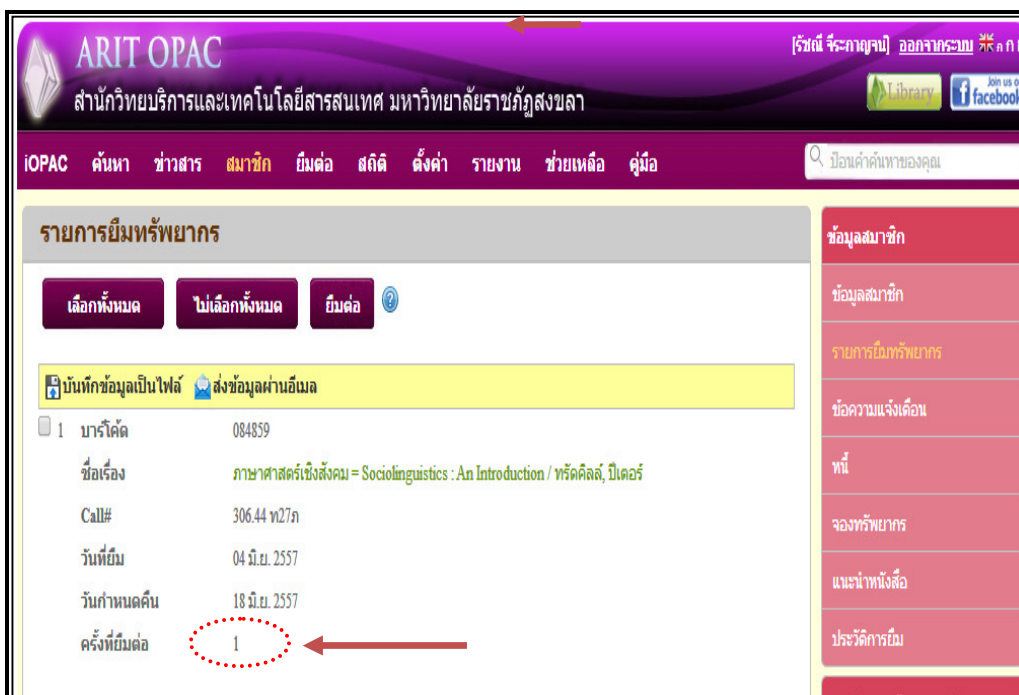 ARIT OPAC
สำนักวิทยบริการและเทคโนโลยีสารสนเทศ มหาวิทยาลัยราชภัฏสงขลา
[รัชณี จีระกาญจน์] ออกจากระบบ ก ก
Library
Join us o
facebook
iOPAC ค้นหา ข่าวสาร สมาชิก ยืมต่อ สถิติ ตั้งค่า รายงาน ช่วยเหลือ คู่มือ
ป้อนคำค้นหาของคุณ
รายการยืมทรัพยากร
เลือกทั้งหมด ไม่เลือกทั้งหมด ยืมต่อ
บันทึกข้อมูลเป็นไฟล์ ส่งข้อมูลผ่านอีเมล
1 บาร์โค้ด 084859
ชื่อเรื่อง ภาษาศาสตร์เชิงสังคม = Sociolinguistics : An Introduction / ทรัดคิลล์, ปีเตอร์
Call# 306.44 ท27ภ
วันที่ยืม 04 มิ.ย. 2557
วันกำหนดคืน 18 มิ.ย. 2557
ครั้งที่ยืมต่อ 1
ข้อมูลสมาชิก
ข้อมูลสมาชิก
รายการยืมทรัพยากร
ข้อความแจ้งเตือน
หนี้
จองทรัพยากร
แนะนำหนังสือ
ประวัติการยืม